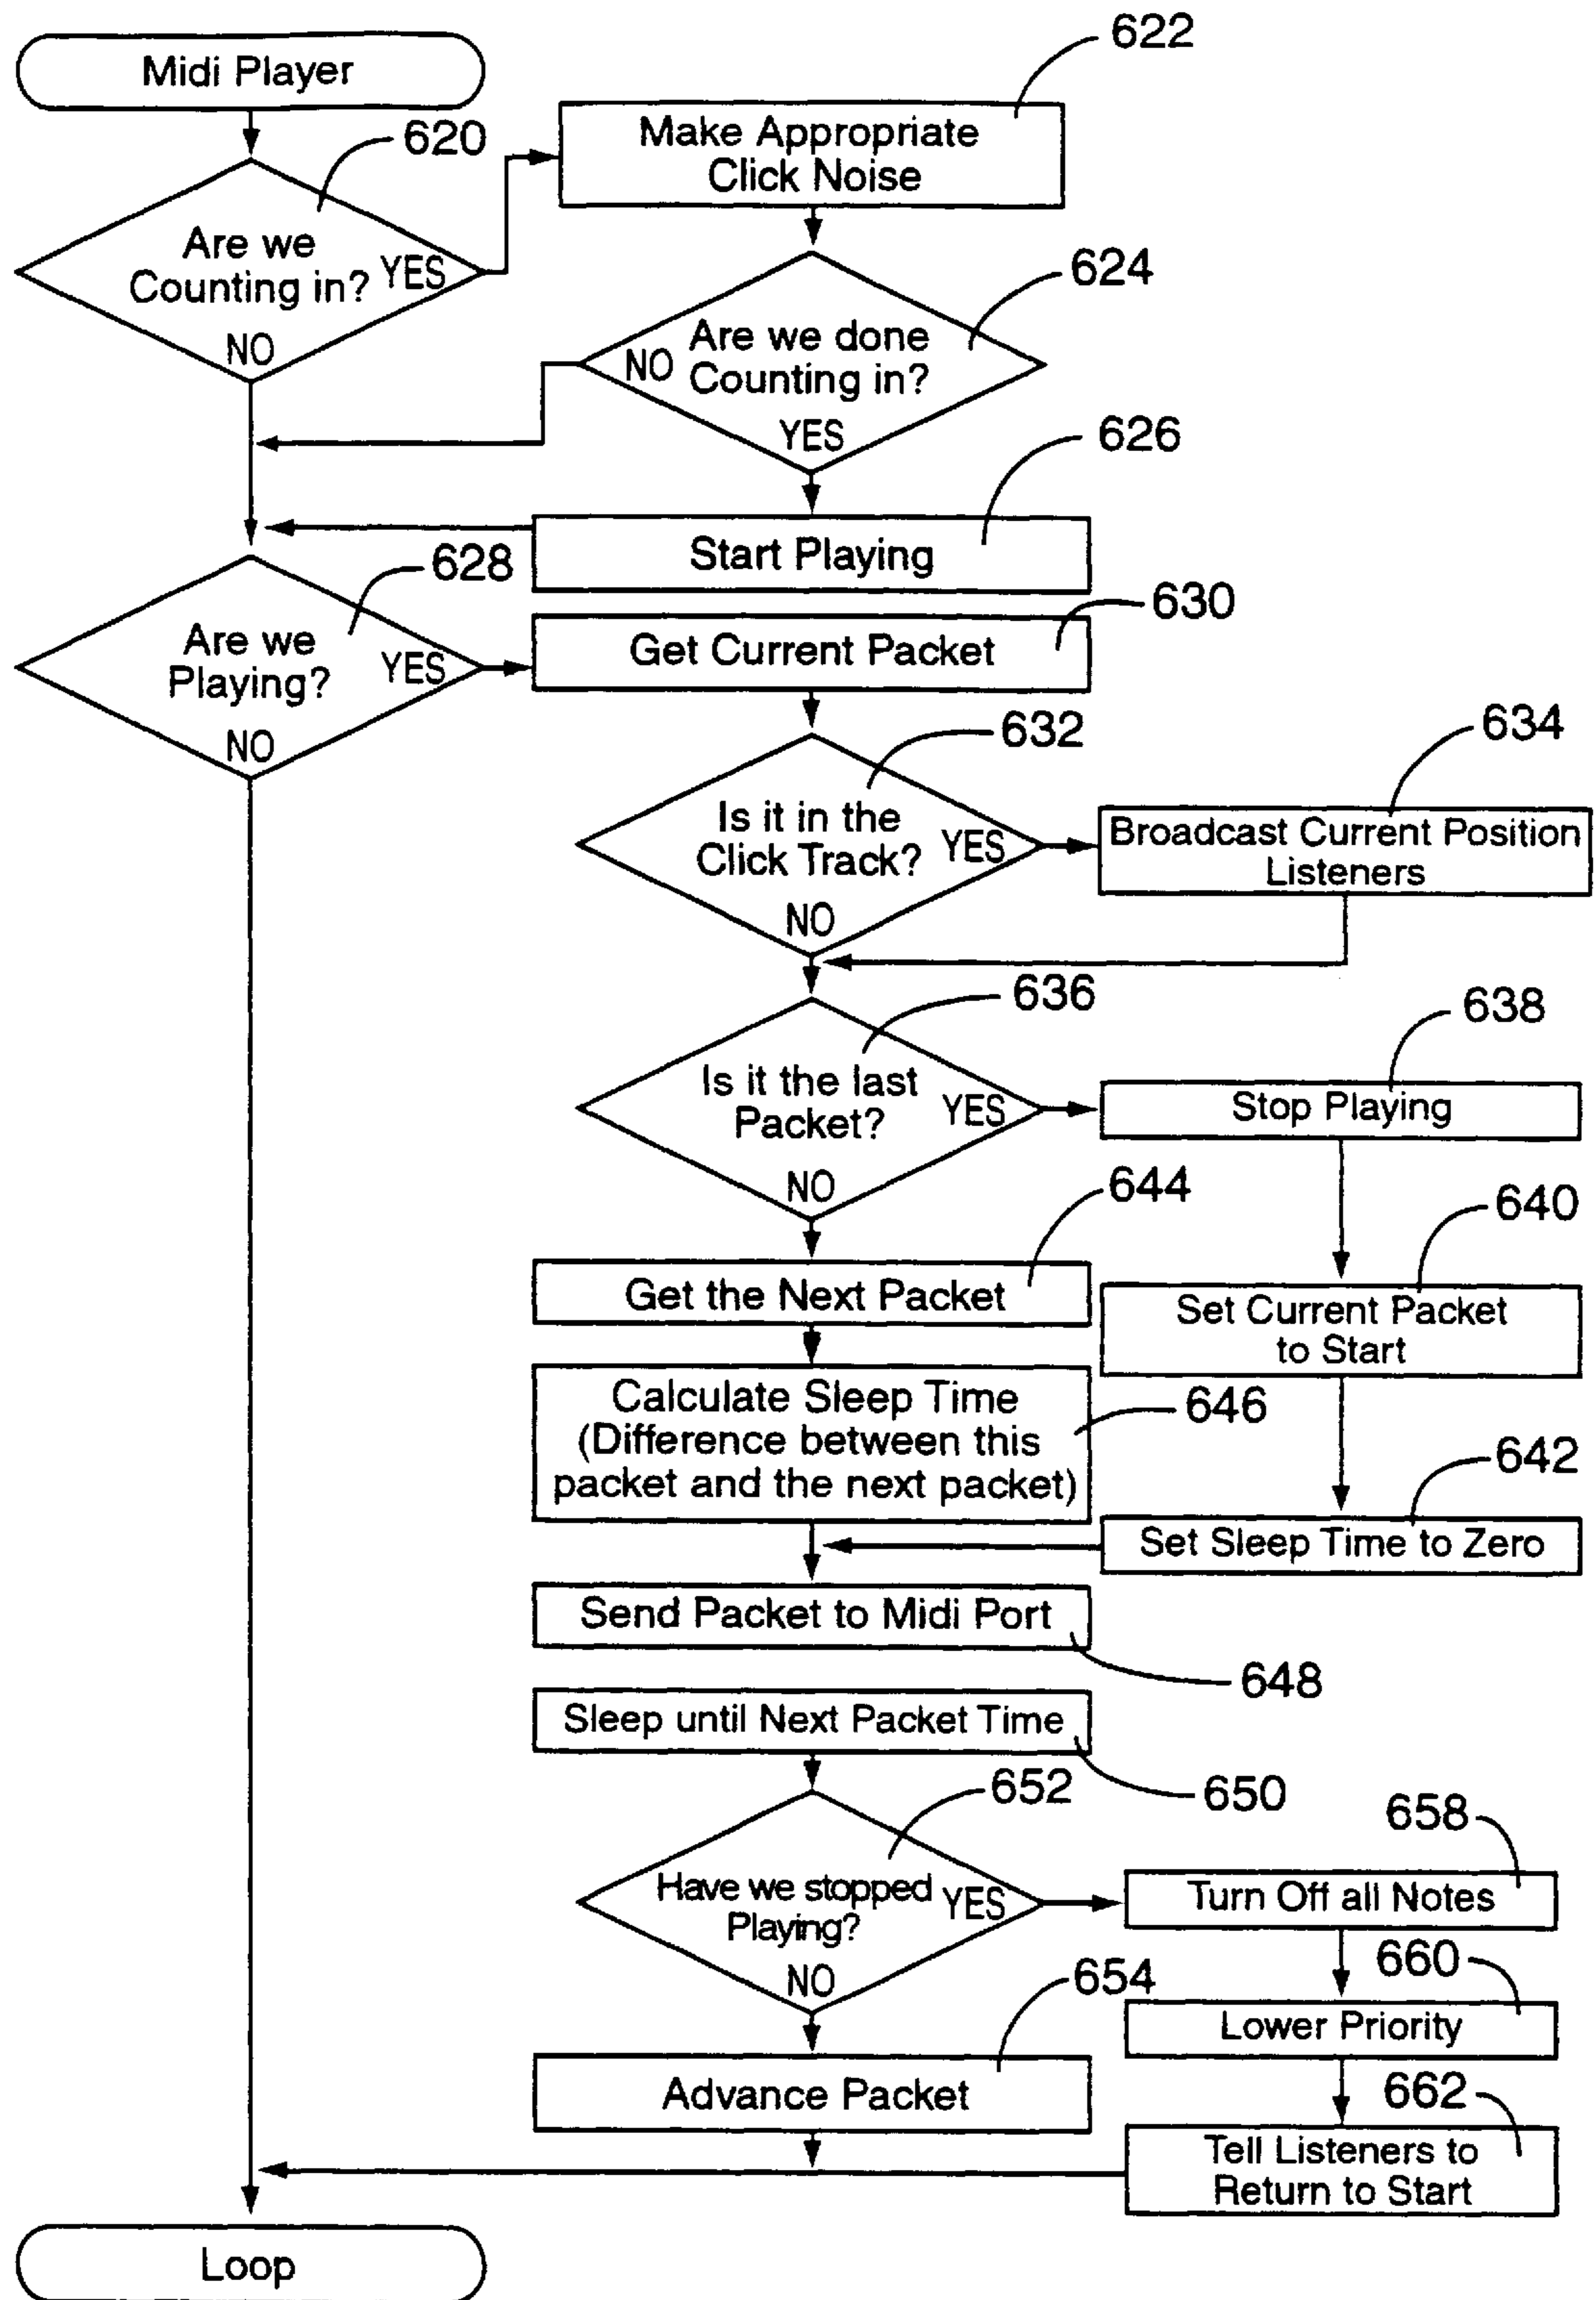 Midi Player
622
620
Make Appropriate
Click Noise
Are we
Counting in?
YES
NO
624
Are we done
Counting in?
NO
YES
626
Start Playing
628
Are we
Playing?
YES
NO
630
Get Current Packet
632
Is it in the
Click Track?
YES
NO
634
Broadcast Current Position
Listeners
636
Is it the last
Packet?
YES
NO
638
Stop Playing
640
Set Current Packet
to Start
644
Get the Next Packet
646
Calculate Sleep Time
(Difference between this
packet and the next packet)
642
Set Sleep Time to Zero
Send Packet to Midi Port
648
Sleep until Next Packet Time
650
652
Have we stopped
Playing?
YES
NO
658
Turn Off all Notes
660
Lower Priority
654
Advance Packet
662
Tell Listeners to
Return to Start
Loop